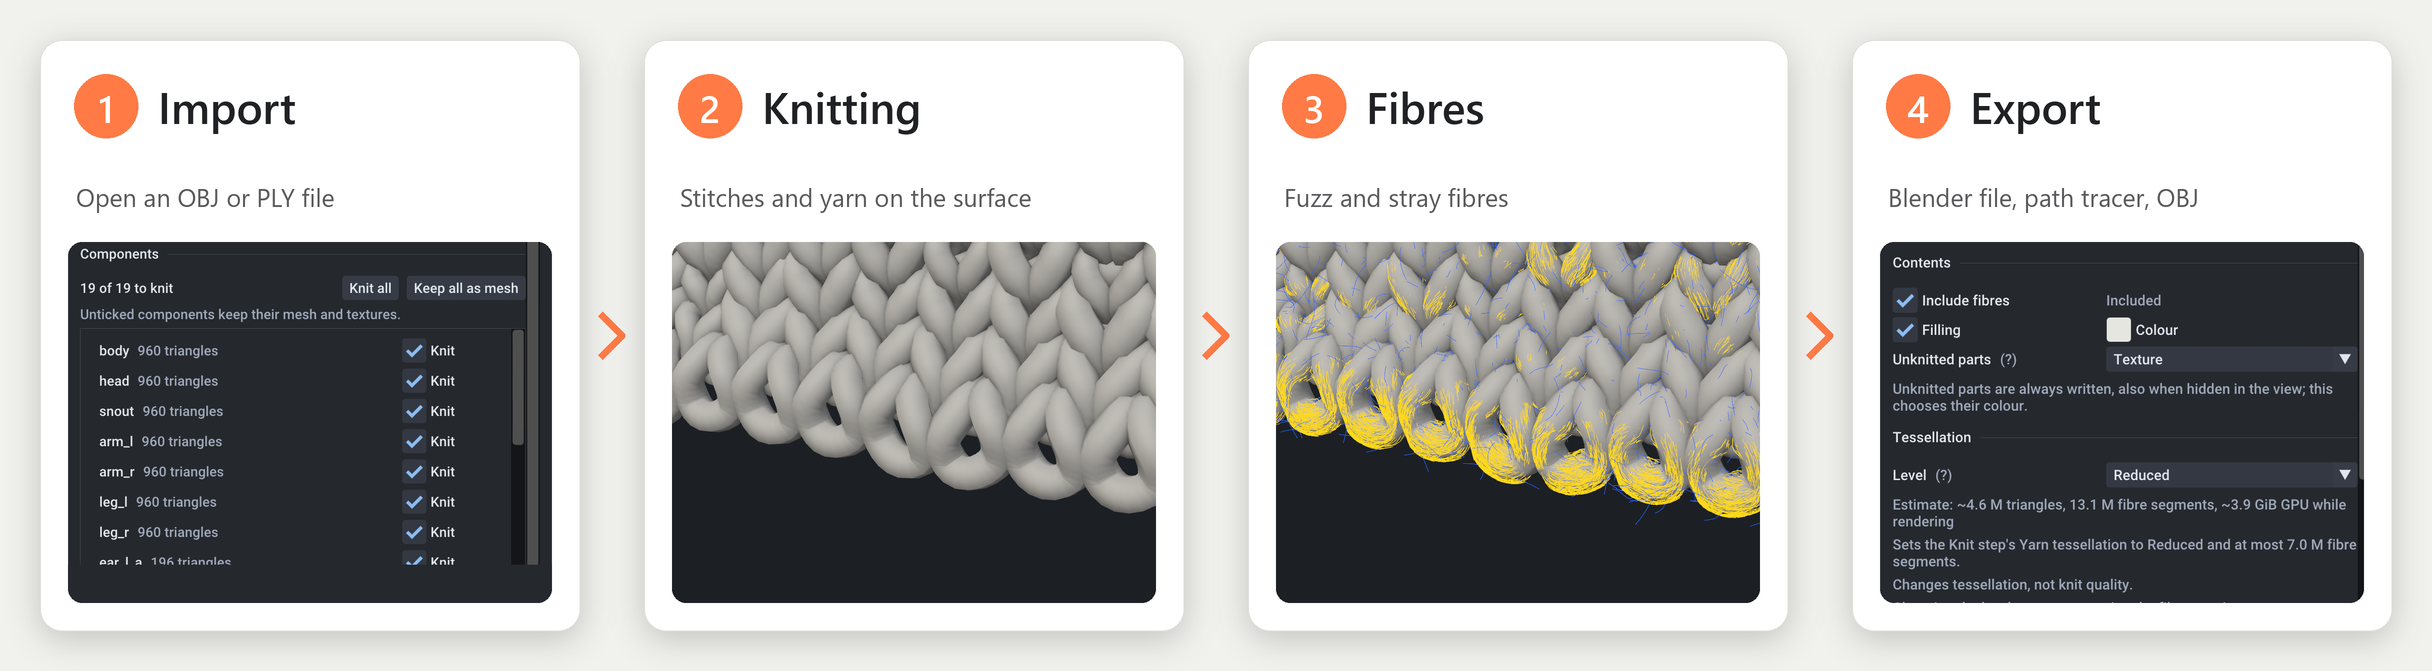 1 Import
Open an OBJ or PLY file
Components
19 of 19 to knit Knit all Keep all as mesh
Unticked components keep their mesh and textures.
body 960 triangles Knit
head 960 triangles Knit
snout 960 triangles Knit
arm_l 960 triangles Knit
arm_r 960 triangles Knit
leg_l 960 triangles Knit
leg_r 960 triangles Knit
ear_l_a 196 triangles Knit
2 Knitting
Stitches and yarn on the surface
3 Fibres
Fuzz and stray fibres
4 Export
Blender file, path tracer, OBJ
Contents
Include fibres Included
Filling Colour
Unknitted parts (?) Texture
Unknitted parts are always written, also when hidden in the view; this
chooses their colour.
Tessellation
Level (?) Reduced
Estimate: ~4.6 M triangles, 13.1 M fibre segments, ~3.9 GiB GPU while
rendering
Sets the Knit step's Yarn tessellation to Reduced and at most 7.0 M fibre
segments.
Changes tessellation, not knit quality.